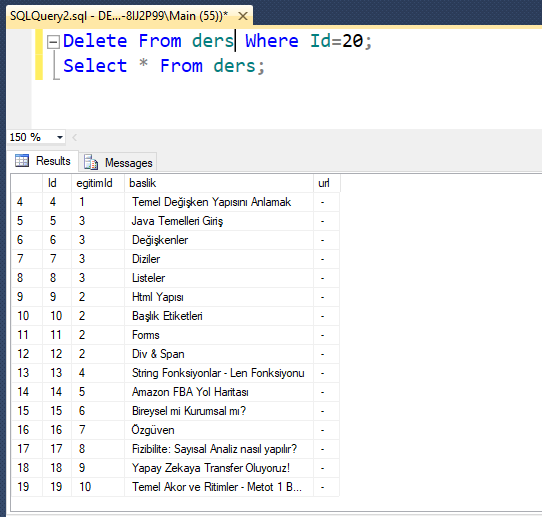 SQLQuery2.sql - DE...-8IJ2P99\Main (55))*
Delete From ders Where Id=20;
Select * From ders;
150 %
Results Messages
Id egitimId baslik url
4 4 1 Temel Değişken Yapısını Anlamak -
5 5 3 Java Temelleri Giriş -
6 6 3 Değişkenler -
7 7 3 Diziler -
8 8 3 Listeler -
9 9 2 Html Yapısı -
10 10 2 Başlık Etiketleri -
11 11 2 Forms -
12 12 2 Div & Span -
13 13 4 String Fonksiyonlar - Len Fonksiyonu -
14 14 5 Amazon FBA Yol Haritası -
15 15 6 Bireysel mi Kurumsal mı? -
16 16 7 Özgüven -
17 17 8 Fizibilite: Sayısal Analiz nasıl yapılır? -
18 18 9 Yapay Zekaya Transfer Oluyoruz! -
19 19 10 Temel Akor ve Ritimler - Metot 1 B... -